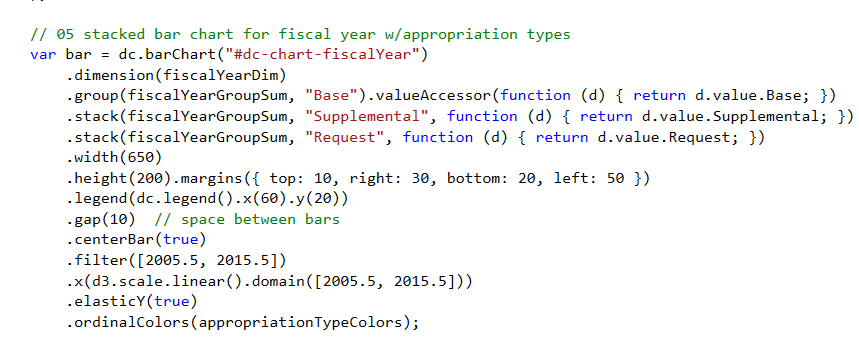 // 05 stacked bar chart for fiscal year w/appropriation types
var bar = dc.barChart("#dc-chart-fiscalYear")
    .dimension(fiscalYearDim)
    .group(fiscalYearGroupSum, "Base").valueAccessor(function (d) { return d.value.Base; })
    .stack(fiscalYearGroupSum, "Supplemental", function (d) { return d.value.Supplemental; })
    .stack(fiscalYearGroupSum, "Request", function (d) { return d.value.Request; })
    .width(650)
    .height(200).margins({ top: 10, right: 30, bottom: 20, left: 50 })
    .legend(dc.legend().x(60).y(20))
    .gap(10)  // space between bars
    .centerBar(true)
    .filter([2005.5, 2015.5])
    .x(d3.scale.linear().domain([2005.5, 2015.5]))
    .elasticY(true)
    .ordinalColors(appropriationTypeColors);